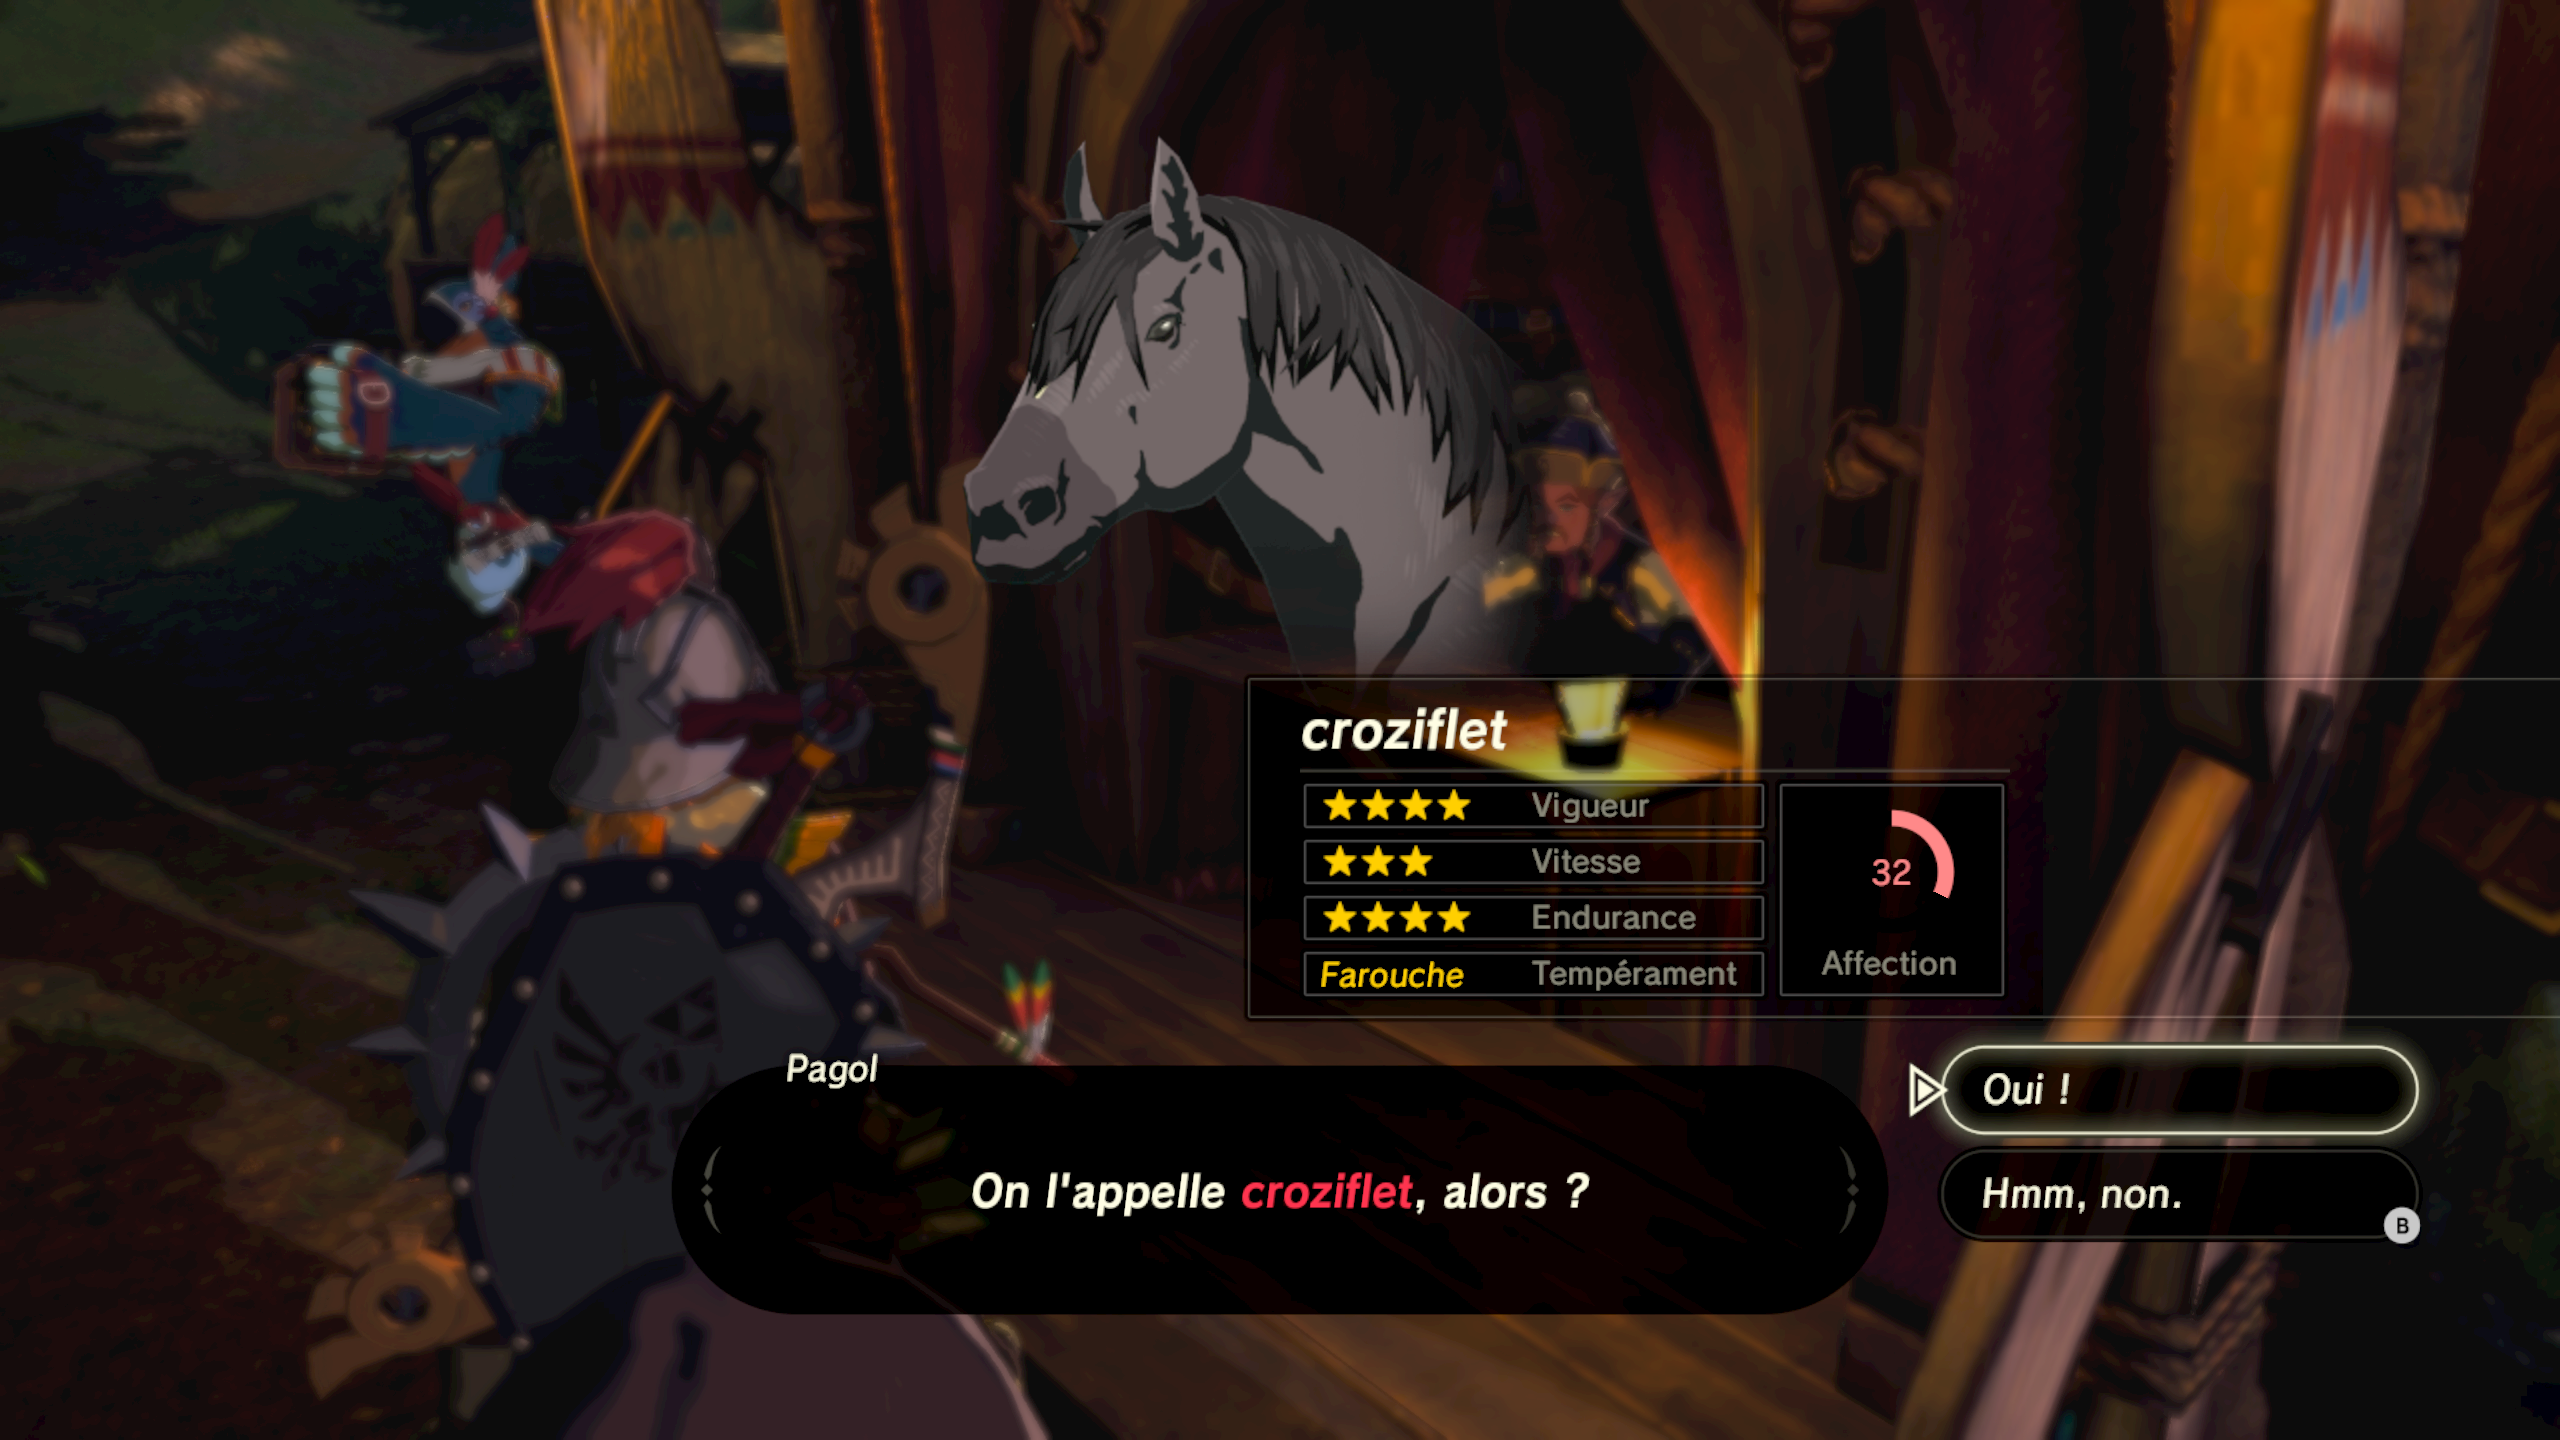 croziflet
★★★★ Vigueur
★★★ Vitesse
★★★★ Endurance
Farouche Tempérament
32
Affection
Pagol
On l'appelle croziflet, alors ?
Oui !
Hmm, non.
B